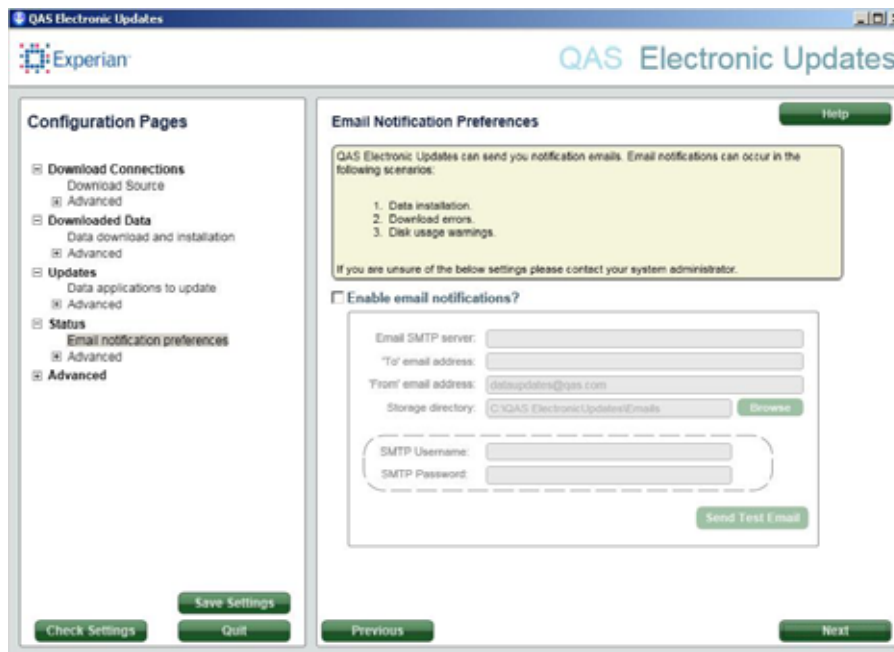 QAS Electronic Updates
Experian
QAS Electronic Updates
Configuration Pages
Download Connections
Download Source
Advanced
Downloaded Data
Data download and installation
Advanced
Updates
Data applications to update
Advanced
Status
Email notification preferences
Advanced
Advanced
Save Settings
Check Settings
Quit
Help
Email Notification Preferences
QAS Electronic Updates can send you notification emails. Email notifications can occur in the
following scenarios:
1. Data installation.
2. Download errors.
3. Disk usage warnings.
If you are unsure of the below settings please contact your system administrator.
Enable email notifications?
Email SMTP server:
'To' email address:
'From' email address: dataupdates@qas.com
Storage directory: C:\QAS ElectronicUpdates\Emails Browse
SMTP Username:
SMTP Password:
Send Test Email
Previous
Next